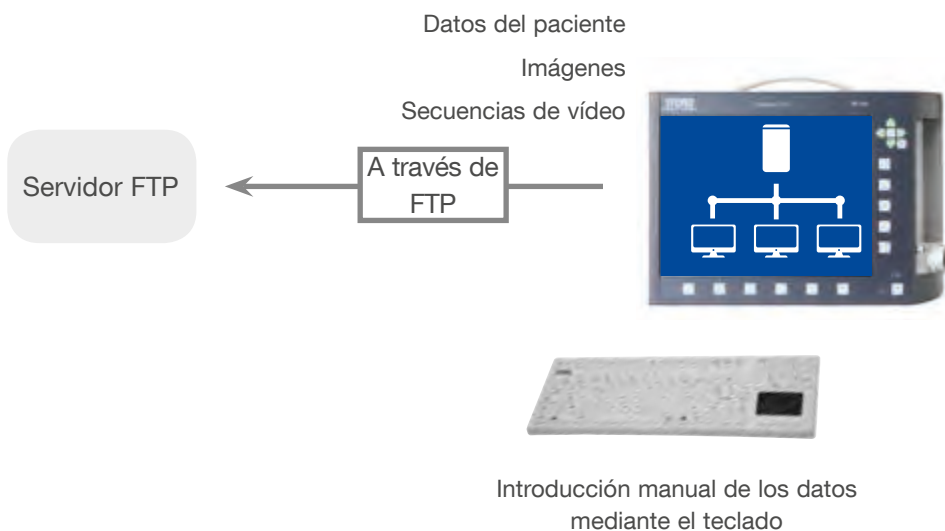 Datos del paciente
Imágenes
Secuencias de vídeo
Servidor FTP
A través de
FTP
STORZ
Introducción manual de los datos
mediante el teclado